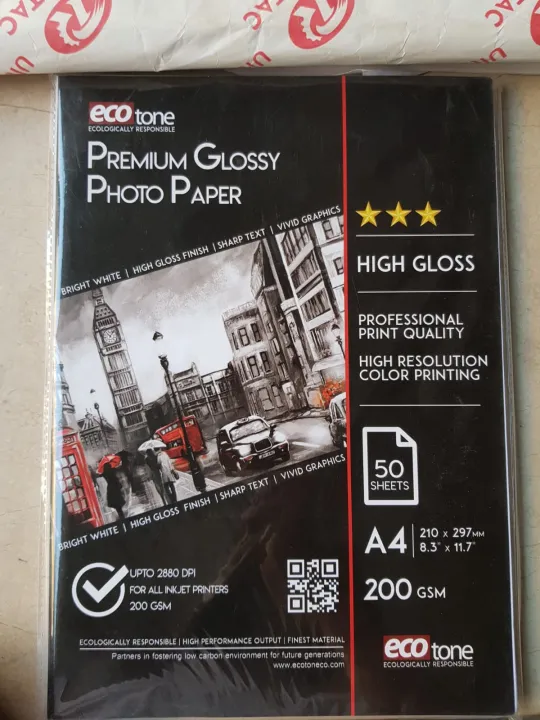 TAC
UN
TAC
eco tone
ECOLOGICALLY RESPONSIBLE
PREMIUM GLOSSY
PHOTO PAPER
BRIGHT WHITE | HIGH GLOSS FINISH | SHARP TEXT | VIVID GRAPHICS
HIGH GLOSS
PROFESSIONAL
PRINT QUALITY
HIGH RESOLUTION
COLOR PRINTING
BRIGHT WHITE | HIGH GLOSS FINISH | SHARP TEXT | VIVID GRAPHICS
50
SHEETS
A4 | 210 x 297MM
8.3" x 11.7"
UPTO 2880 DPI
FOR ALL INKJET PRINTERS
200 GSM
200 GSM
ECOLOGICALLY RESPONSIBLE | HIGH PERFORMANCE OUTPUT | FINEST MATERIAL
Partners in fostering low carbon environment for future generations
www.ecotoneco.com
eco tone
ECOLOGICALLY RESPONSIBLE